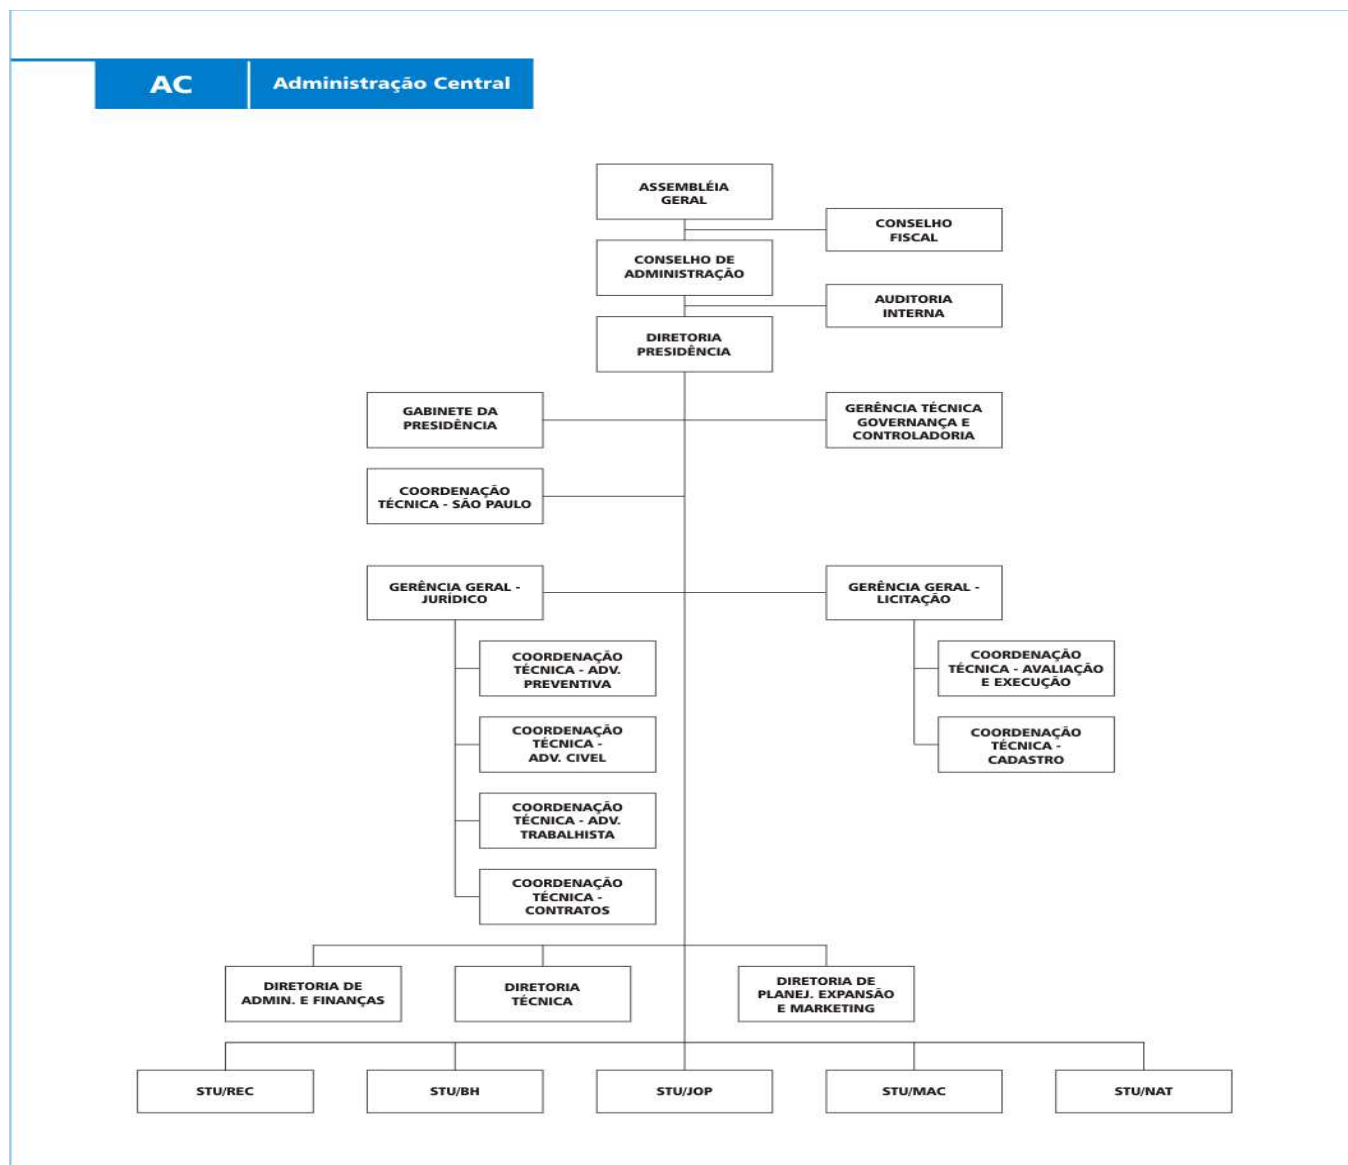 AC
Administração Central
ASSEMBLÉIA
GERAL
CONSELHO
FISCAL
CONSELHO DE
ADMINISTRAÇÃO
AUDITORIA
INTERNA
DIRETORIA
PRESIDÊNCIA
GABINETE DA
PRESIDÊNCIA
GERÊNCIA TÉCNICA
GOVERNANÇA E
CONTROLADORIA
COORDENAÇÃO
TÉCNICA - SÃO PAULO
GERÊNCIA GERAL -
JURÍDICO
GERÊNCIA GERAL -
LICITAÇÃO
COORDENAÇÃO
TÉCNICA - ADV.
PREVENTIVA
COORDENAÇÃO
TÉCNICA - AVALIAÇÃO
E EXECUÇÃO
COORDENAÇÃO
TÉCNICA -
ADV. CIVEL
COORDENAÇÃO
TÉCNICA -
CADASTRO
COORDENAÇÃO
TÉCNICA - ADV.
TRABALHISTA
COORDENAÇÃO
TÉCNICA -
CONTRATOS
DIRETORIA DE
ADMIN. E FINANÇAS
DIRETORIA
TÉCNICA
DIRETORIA DE
PLANEJ. EXPANSÃO
E MARKETING
STU/REC
STU/BH
STU/JOP
STU/MAC
STU/NAT